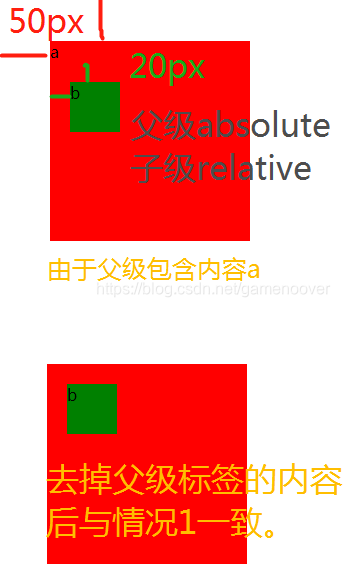 50px
a
20px
b
父级absolute
子级relative
由于父级包含内容a
https://blog.csdn.net/gamenoover
b
去掉父级标签的内容
后与情况1一致。